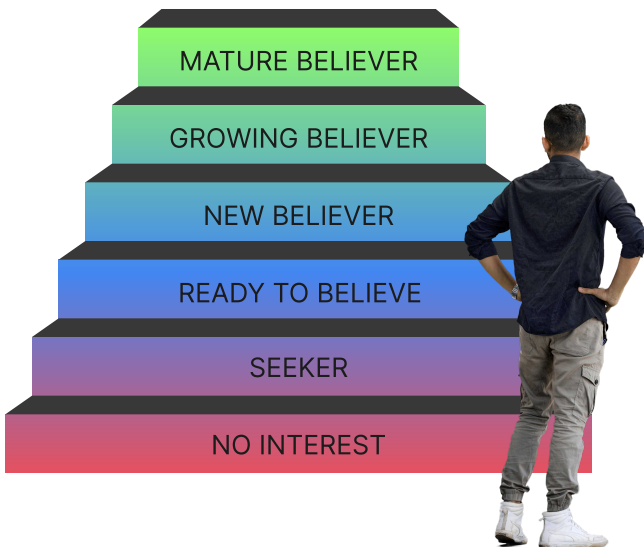 MATURE BELIEVER
GROWING BELIEVER
NEW BELIEVER
READY TO BELIEVE
SEEKER
NO INTEREST